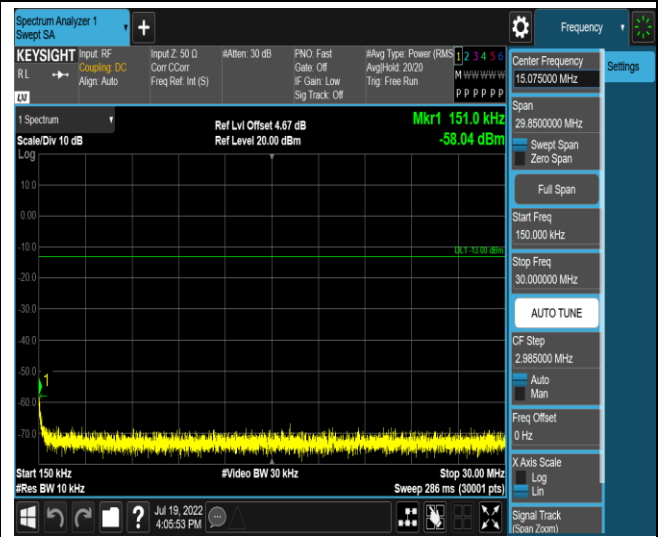 Spectrum Analyzer 1
Swept SA
+
Frequency
KEYSIGHT
RL
LXI
Input: RF
Coupling: DC
Align: Auto
Input Z: 50 Ω
Corr CCorr
Freq Ref: Int (S)
#Atten: 30 dB
PNO: Fast
Gate: Off
IF Gain: Low
Sig Track: Off
#Avg Type: Power (RMS
Avg|Hold: 20/20
Trig: Free Run
1 2 3 4 5 6
M W W W W W
P P P P P P
1 Spectrum
Scale/Div 10 dB
Log
Ref Lvl Offset 4.67 dB
Ref Level 20.00 dBm
Mkr1 151.0 kHz
-58.04 dBm
10.0
0.00
-10.0
DL1 -13.00 dBm
-20.0
-30.0
-40.0
-50.0
1
-60.0
-70.0
Start 150 kHz
#Video BW 30 kHz
Stop 30.00 MHz
#Res BW 10 kHz
Sweep 286 ms (30001 pts)
?
Jul 19, 2022
4:05:53 PM
Center Frequency
15.075000 MHz
Settings
Span
29.8500000 MHz
Swept Span
Zero Span
Full Span
Start Freq
150.000 kHz
Stop Freq
30.000000 MHz
AUTO TUNE
CF Step
2.985000 MHz
Auto
Man
Freq Offset
0 Hz
X Axis Scale
Log
Lin
Signal Track
(Span Zoom)